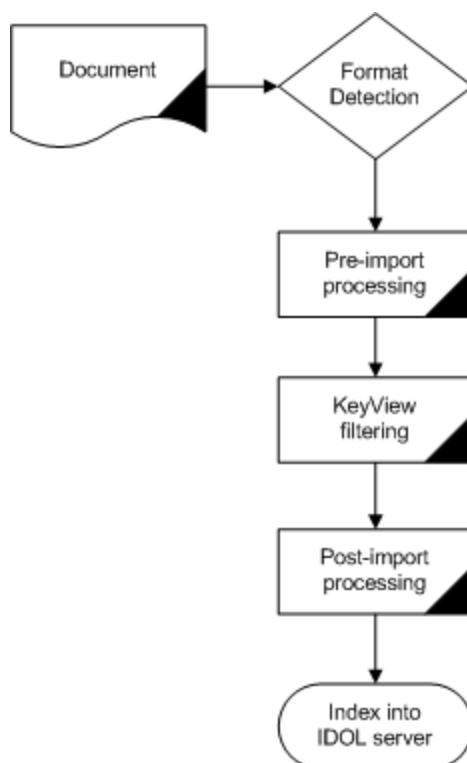 Document
Format
Detection
Pre-import
processing
KeyView
filtering
Post-import
processing
Index into
IDOL server